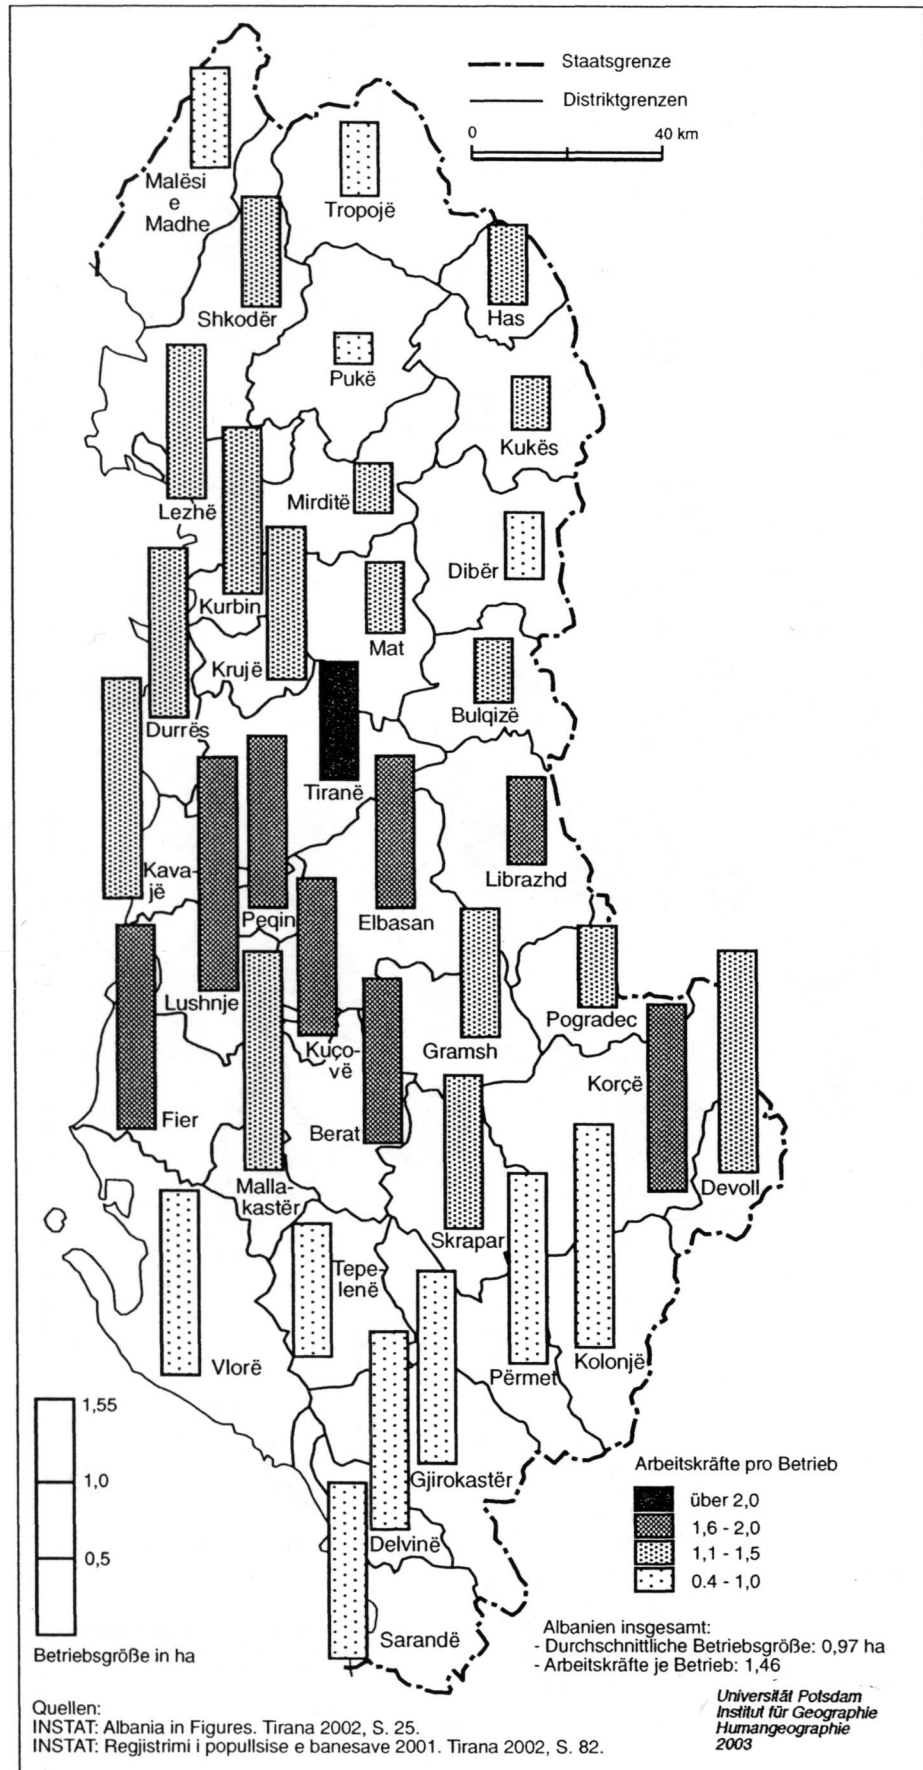 Staatsgrenze
Distriktgrenzen
0 40 km
Malësi
e
Madhe
Tropojë
Shkodër
Has
Pukë
Kukës
Lezhë
Mirditë
Kurbin
Dibër
Mat
Krujë
Bulqizë
Durrës
Tiranë
Kava-
jë
Peqin
Elbasan
Librazhd
Lushnje
Kuço-
vë
Gramsh
Pogradec
Korçë
Fier
Berat
Malla-
kastër
Devoll
Skrapar
Tepe-
lenë
Vlorë
Përmet
Kolonjë
Gjirokastër
Delvinë
Sarandë
1,55
1,0
0,5
Betriebsgröße in ha
Arbeitskräfte pro Betrieb
über 2,0
1,6 - 2,0
1,1 - 1,5
0.4 - 1,0
Albanien insgesamt:
- Durchschnittliche Betriebsgröße: 0,97 ha
- Arbeitskräfte je Betrieb: 1,46
Quellen:
INSTAT: Albania in Figures. Tirana 2002, S. 25.
INSTAT: Regjistrimi i popullsise e banesave 2001. Tirana 2002, S. 82.
Universität Potsdam
Institut für Geographie
Humangeographie
2003